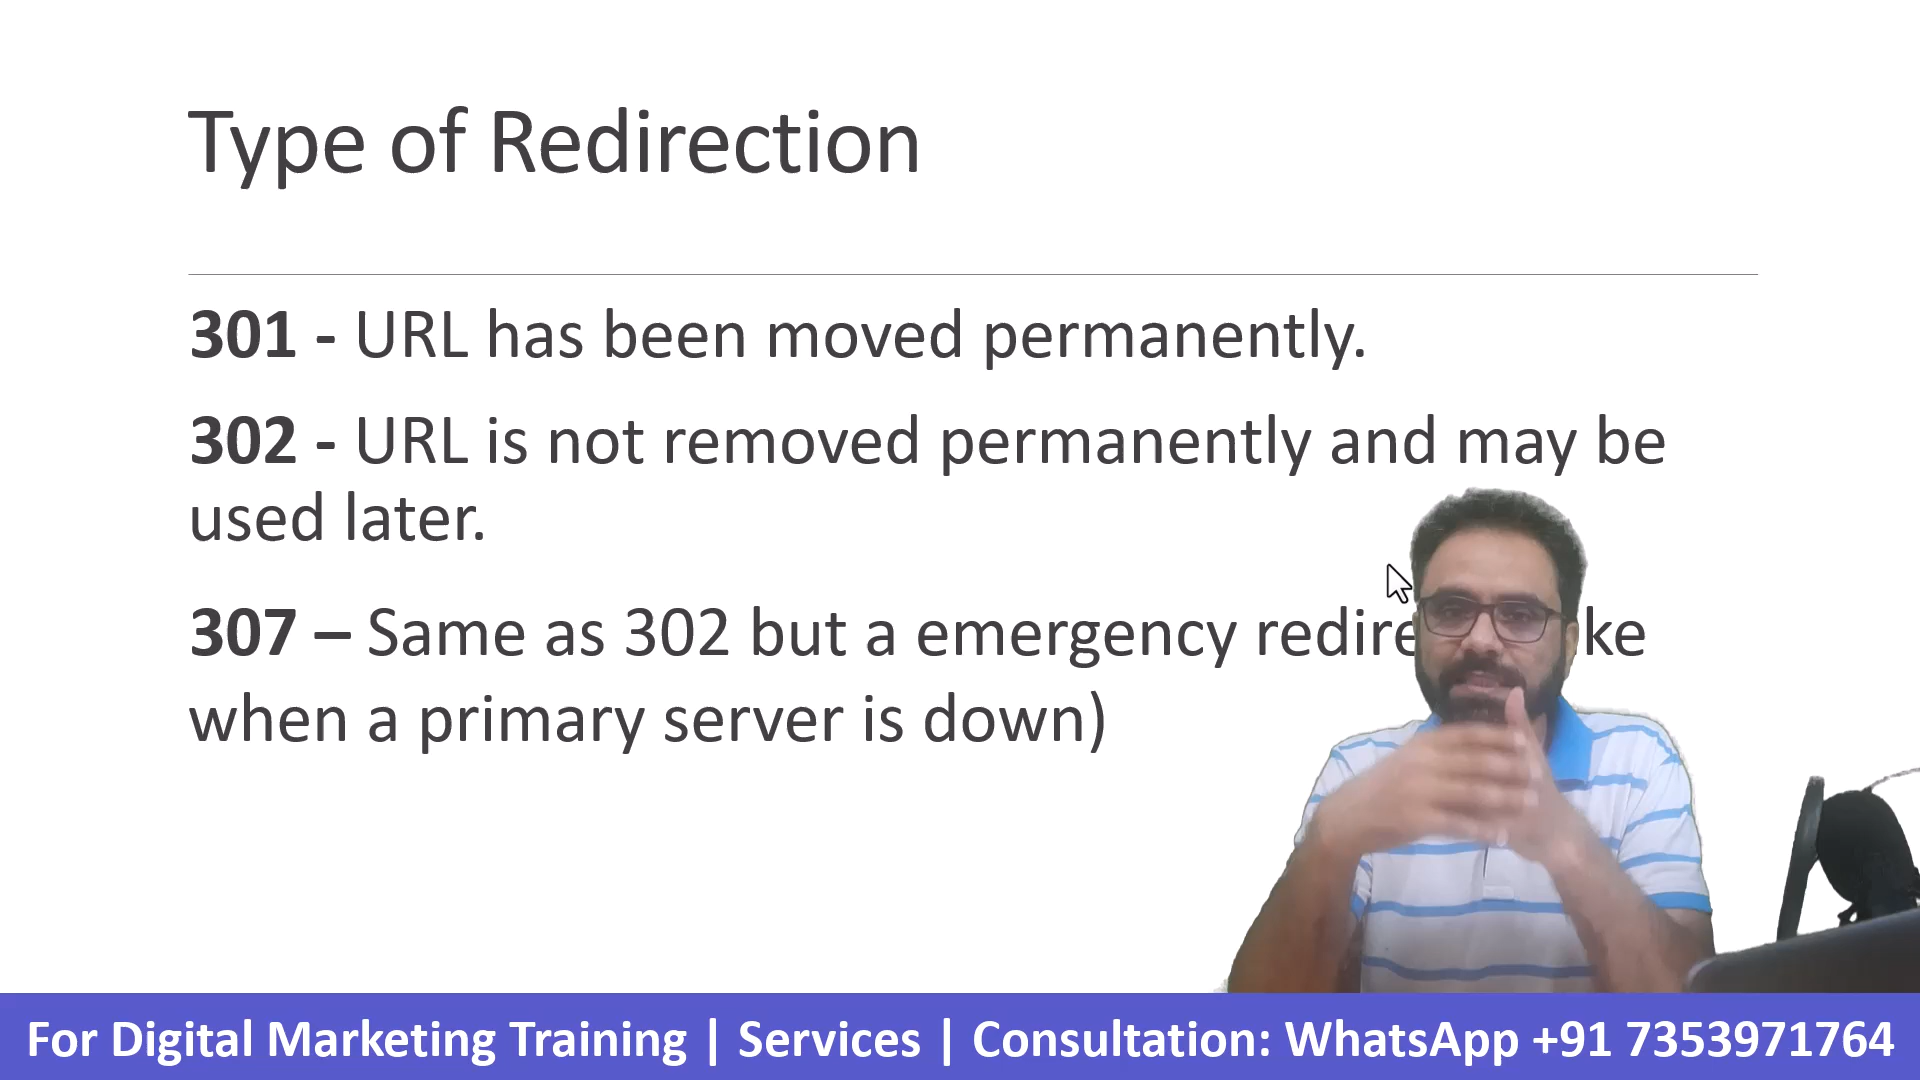 Type of Redirection
301 - URL has been moved permanently.
302 - URL is not removed permanently and may be
used later.
307 – Same as 302 but a emergency
when a primary server is down)
For Digital Marketing Training | Services | Consultation: WhatsApp +91 7353971764